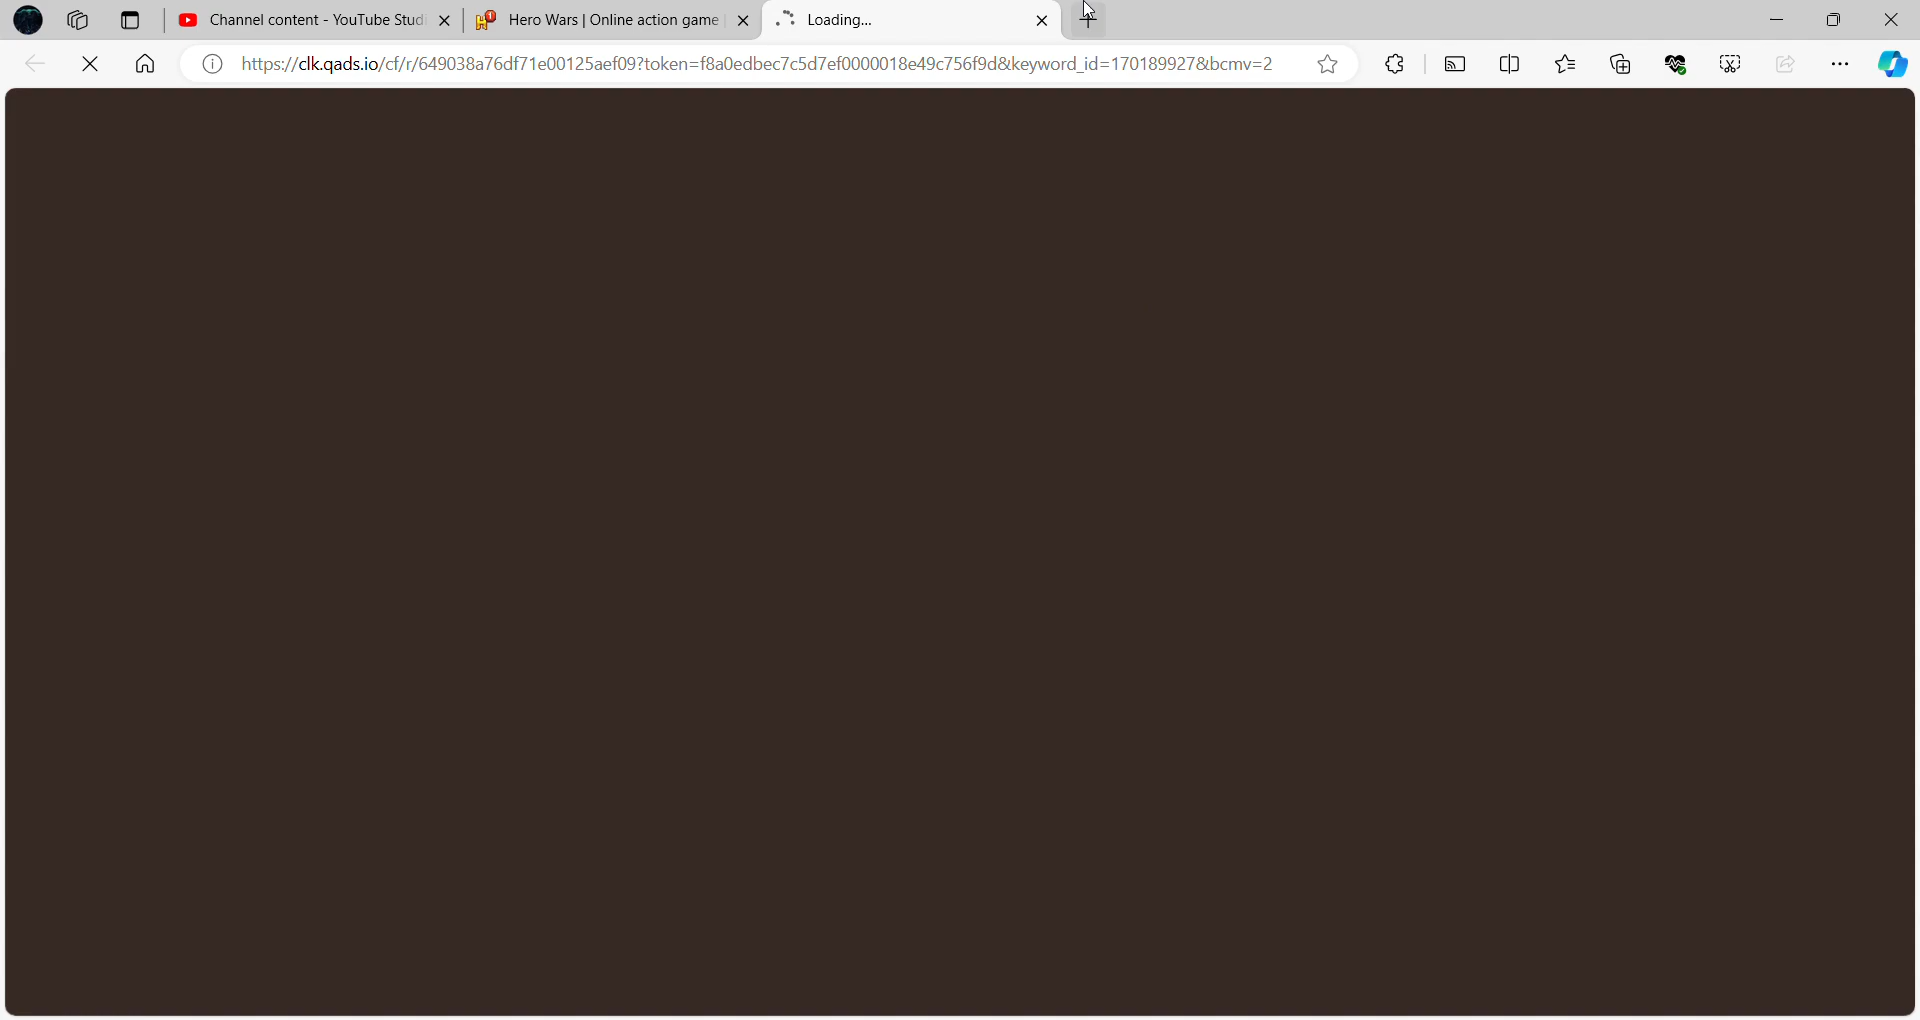 Channel content - YouTube Stud
Hero Wars | Online action game
Loading...
https://clk.qads.io/cf/r/649038a76df71e00125aef09?token=f8a0edbec7c5d7ef0000018e49c756f9d&keyword_id=170189927&bcmv=2